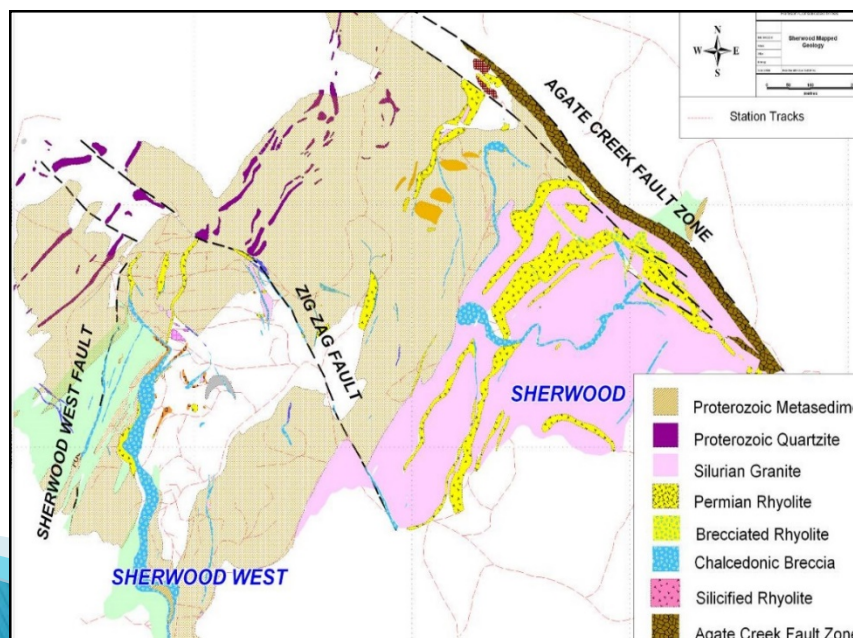 N
W E
S
Sherwood Mapped
Geology
Station Tracks
AGATE CREEK FAULT ZONE
ZIG ZAG FAULT
SHERWOOD WEST FAULT
SHERWOOD
SHERWOOD WEST
Proterozoic Metasedim
Proterozoic Quartzite
Silurian Granite
Permian Rhyolite
Brecciated Rhyolite
Chalcedonic Breccia
Silicified Rhyolite
Agate Creek Fault Zone